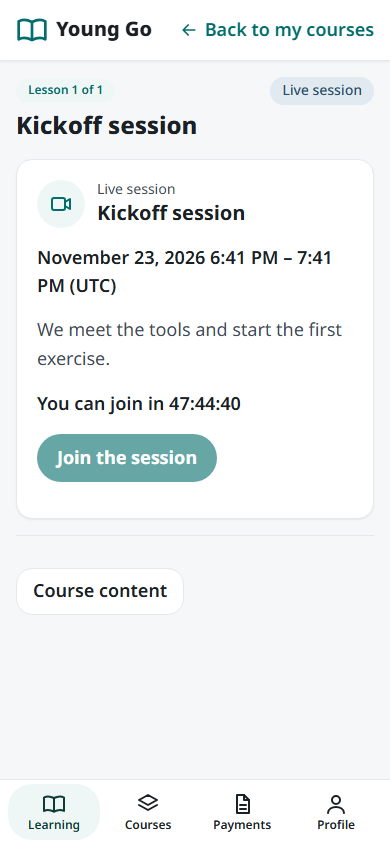 Young Go
Back to my courses
Lesson 1 of 1
Live session
Kickoff session
Live session
Kickoff session
November 23, 2026 6:41 PM – 7:41
PM (UTC)
We meet the tools and start the first
exercise.
You can join in 47:44:40
Join the session
Course content
Learning
Courses
Payments
Profile